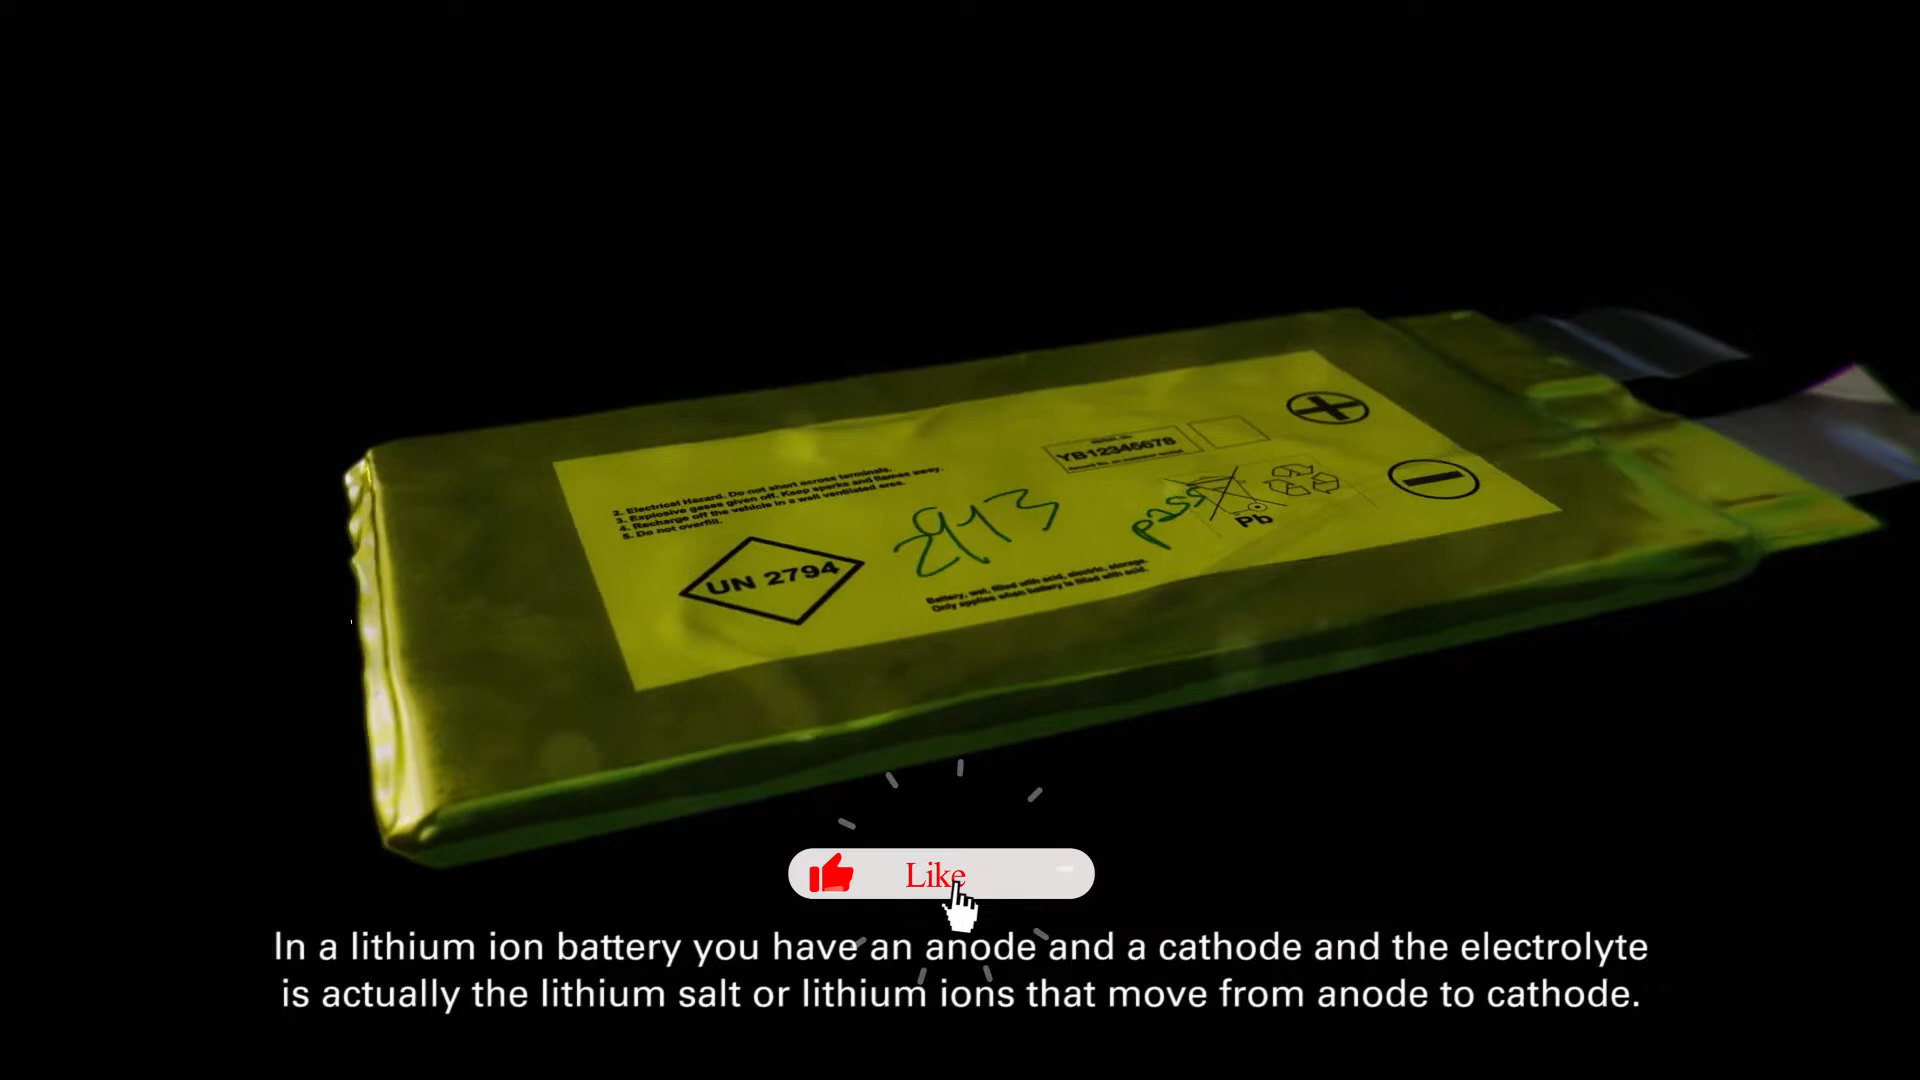 YB12345678
2. Electrical Hazard. Do not short across terminals.
3. Explosive gases given off. Keep sparks and flames away.
4. Recharge off the vehicle in a well ventilated area.
5. Do not overfill.
2913
pass
Pb
UN 2794
Battery, wet, filled with acid, electric, storage.
Only applies when battery is filled with acid.
Like
In a lithium ion battery you have an anode and a cathode and the electrolyte
is actually the lithium salt or lithium ions that move from anode to cathode.